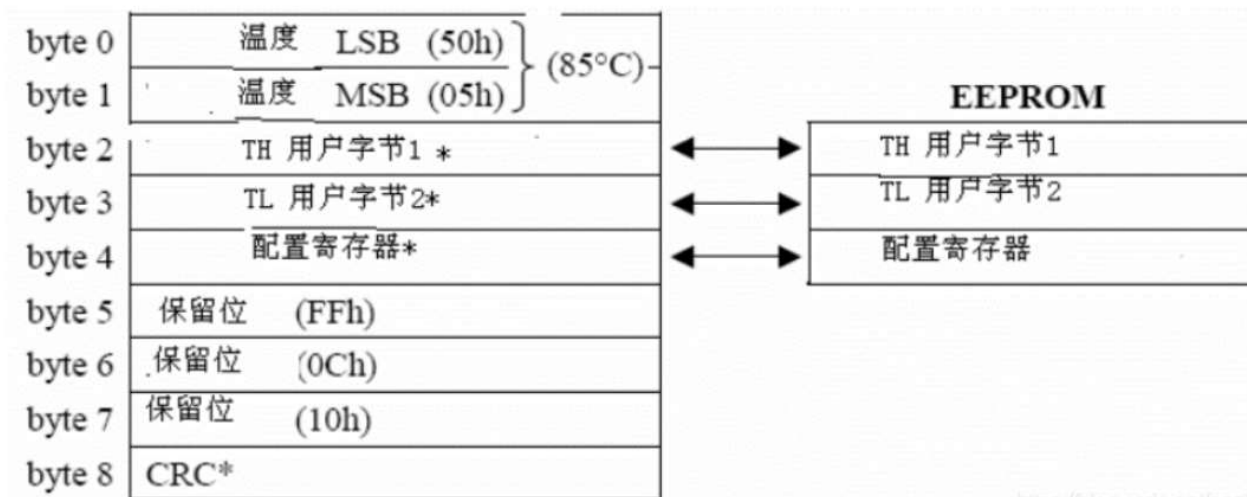 byte 0 温度 LSB (50h)
(85°C)
byte 1 温度 MSB (05h)
EEPROM
byte 2 TH 用户字节1 * TH 用户字节1
byte 3 TL 用户字节2* TL 用户字节2
byte 4 配置寄存器* 配置寄存器
byte 5 保留位 (FFh)
byte 6 保留位 (0Ch)
byte 7 保留位 (10h)
byte 8 CRC*